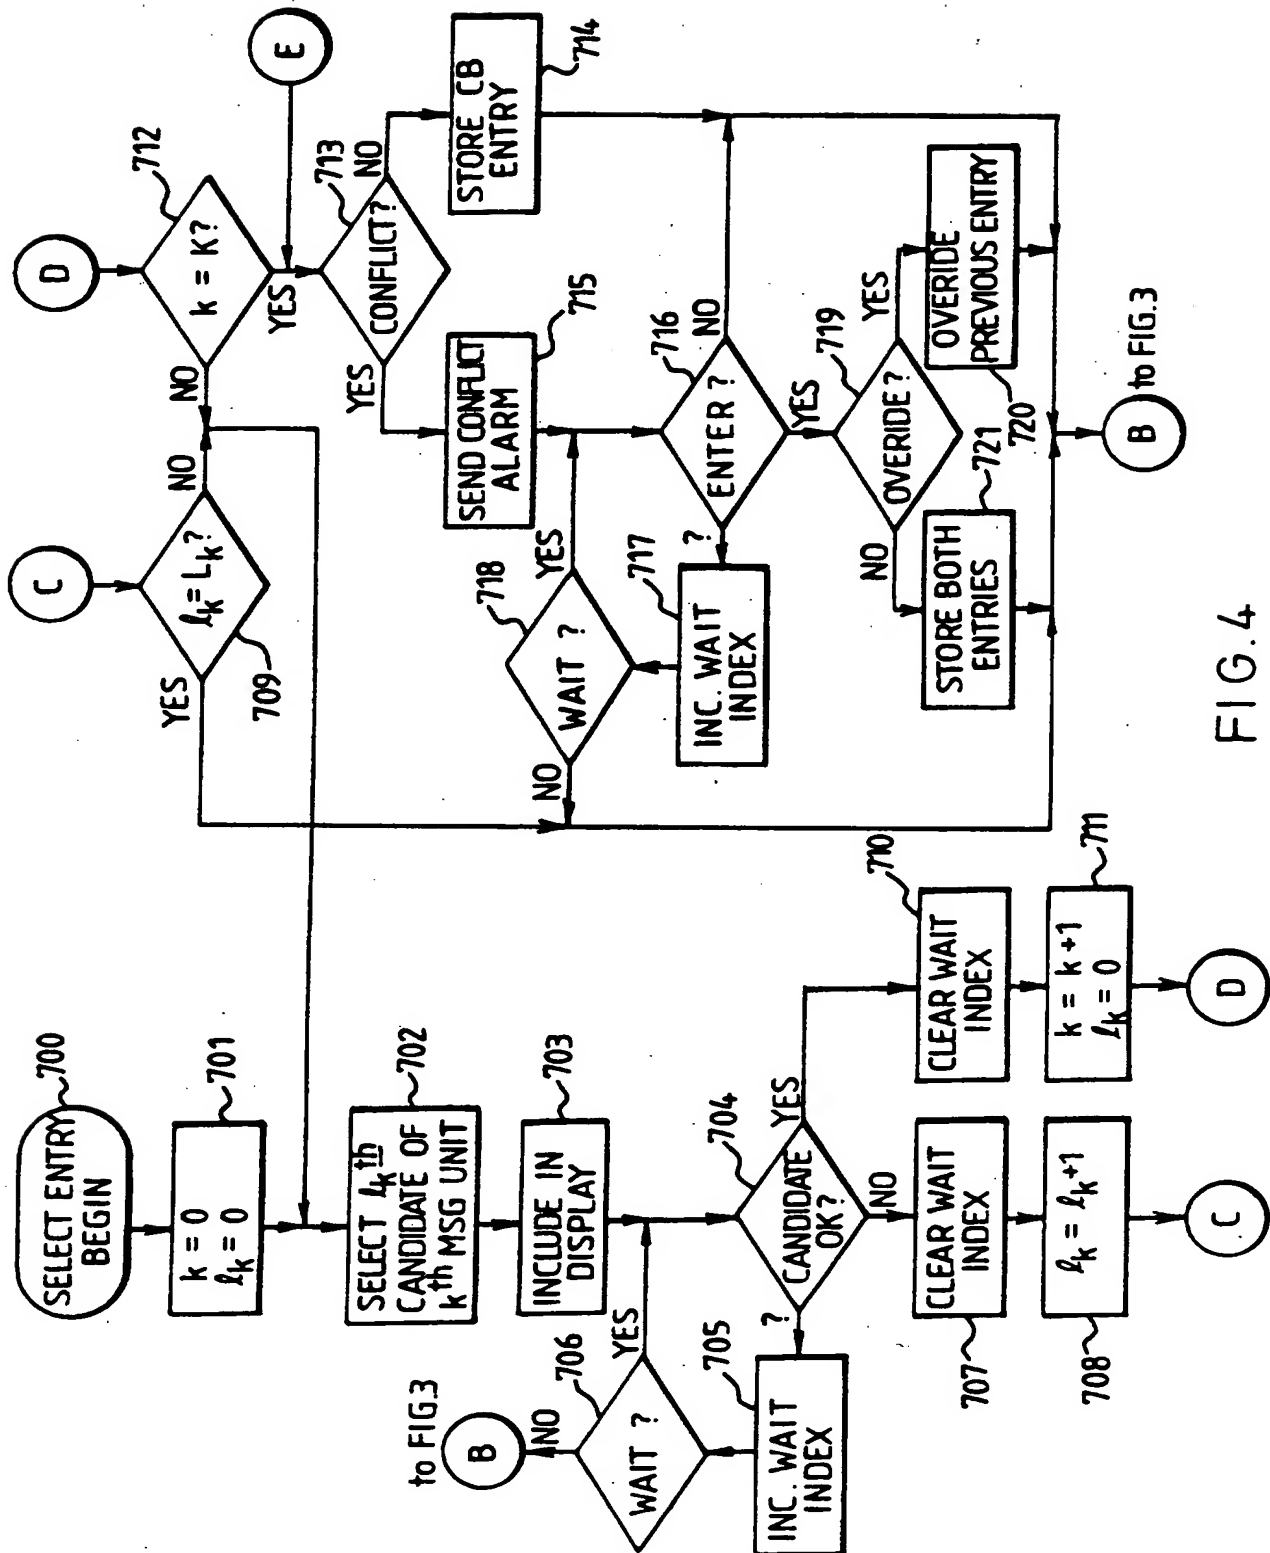 SELECT ENTRY
BEGIN
700
k = 0
ℓk = 0
701
SELECT ℓk th
CANDIDATE OF
kth MSG UNIT
702
INCLUDE IN
DISPLAY
703
CANDIDATE
OK?
704
YES
NO
?
INC. WAIT
INDEX
705
WAIT ?
706
YES
NO
B
to FIG.3
CLEAR WAIT
INDEX
707
ℓk = ℓk+1
708
C
CLEAR WAIT
INDEX
710
k = k+1
ℓk = 0
711
D
C
ℓk = Lk?
709
YES
NO
D
k = K?
712
NO
YES
E
CONFLICT?
713
YES
NO
STORE CB
ENTRY
714
SEND CONFLICT
ALARM
715
ENTER ?
716
NO
YES
?
INC. WAIT
INDEX
717
WAIT ?
718
YES
NO
OVERIDE?
719
NO
YES
STORE BOTH
ENTRIES
721
OVERIDE
PREVIOUS ENTRY
720
B
to FIG.3
FIG.4